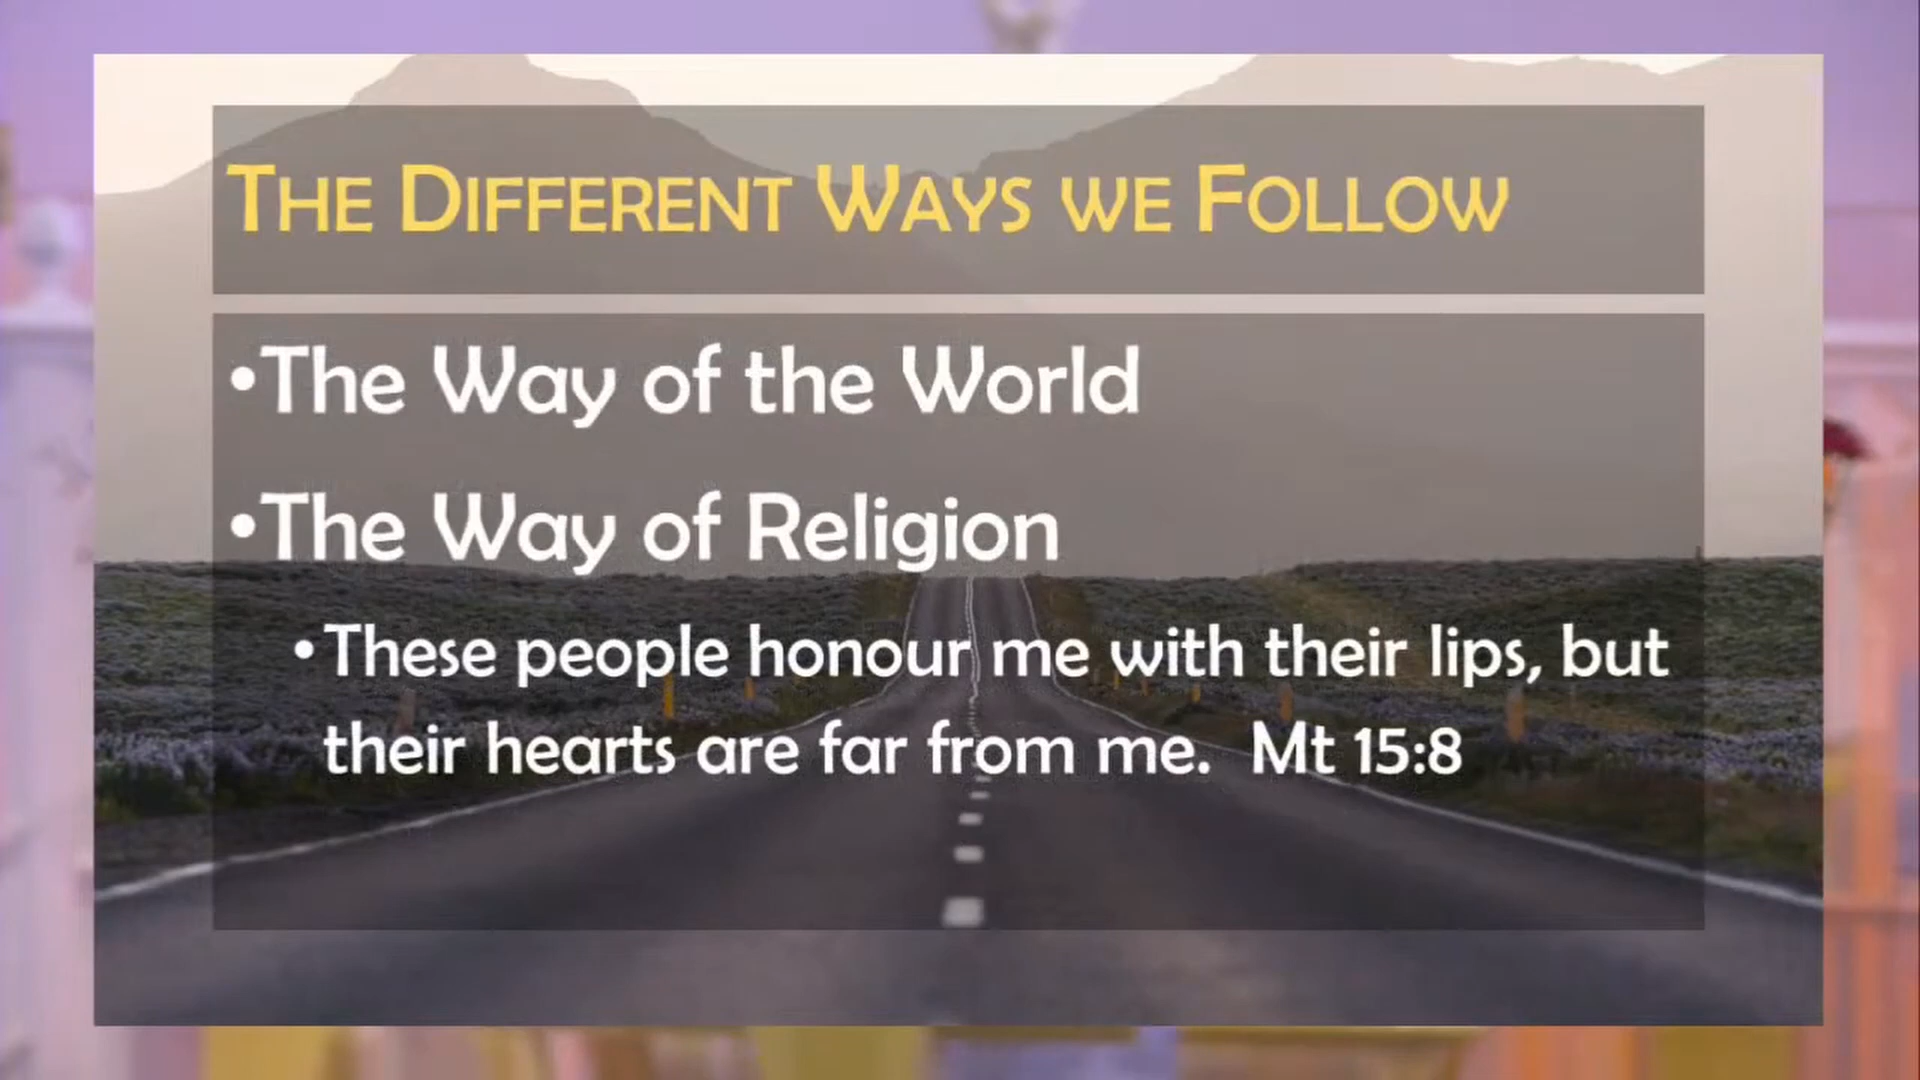 The Different Ways we Follow
•The Way of the World
•The Way of Religion
•These people honour me with their lips, but
their hearts are far from me.  Mt 15:8